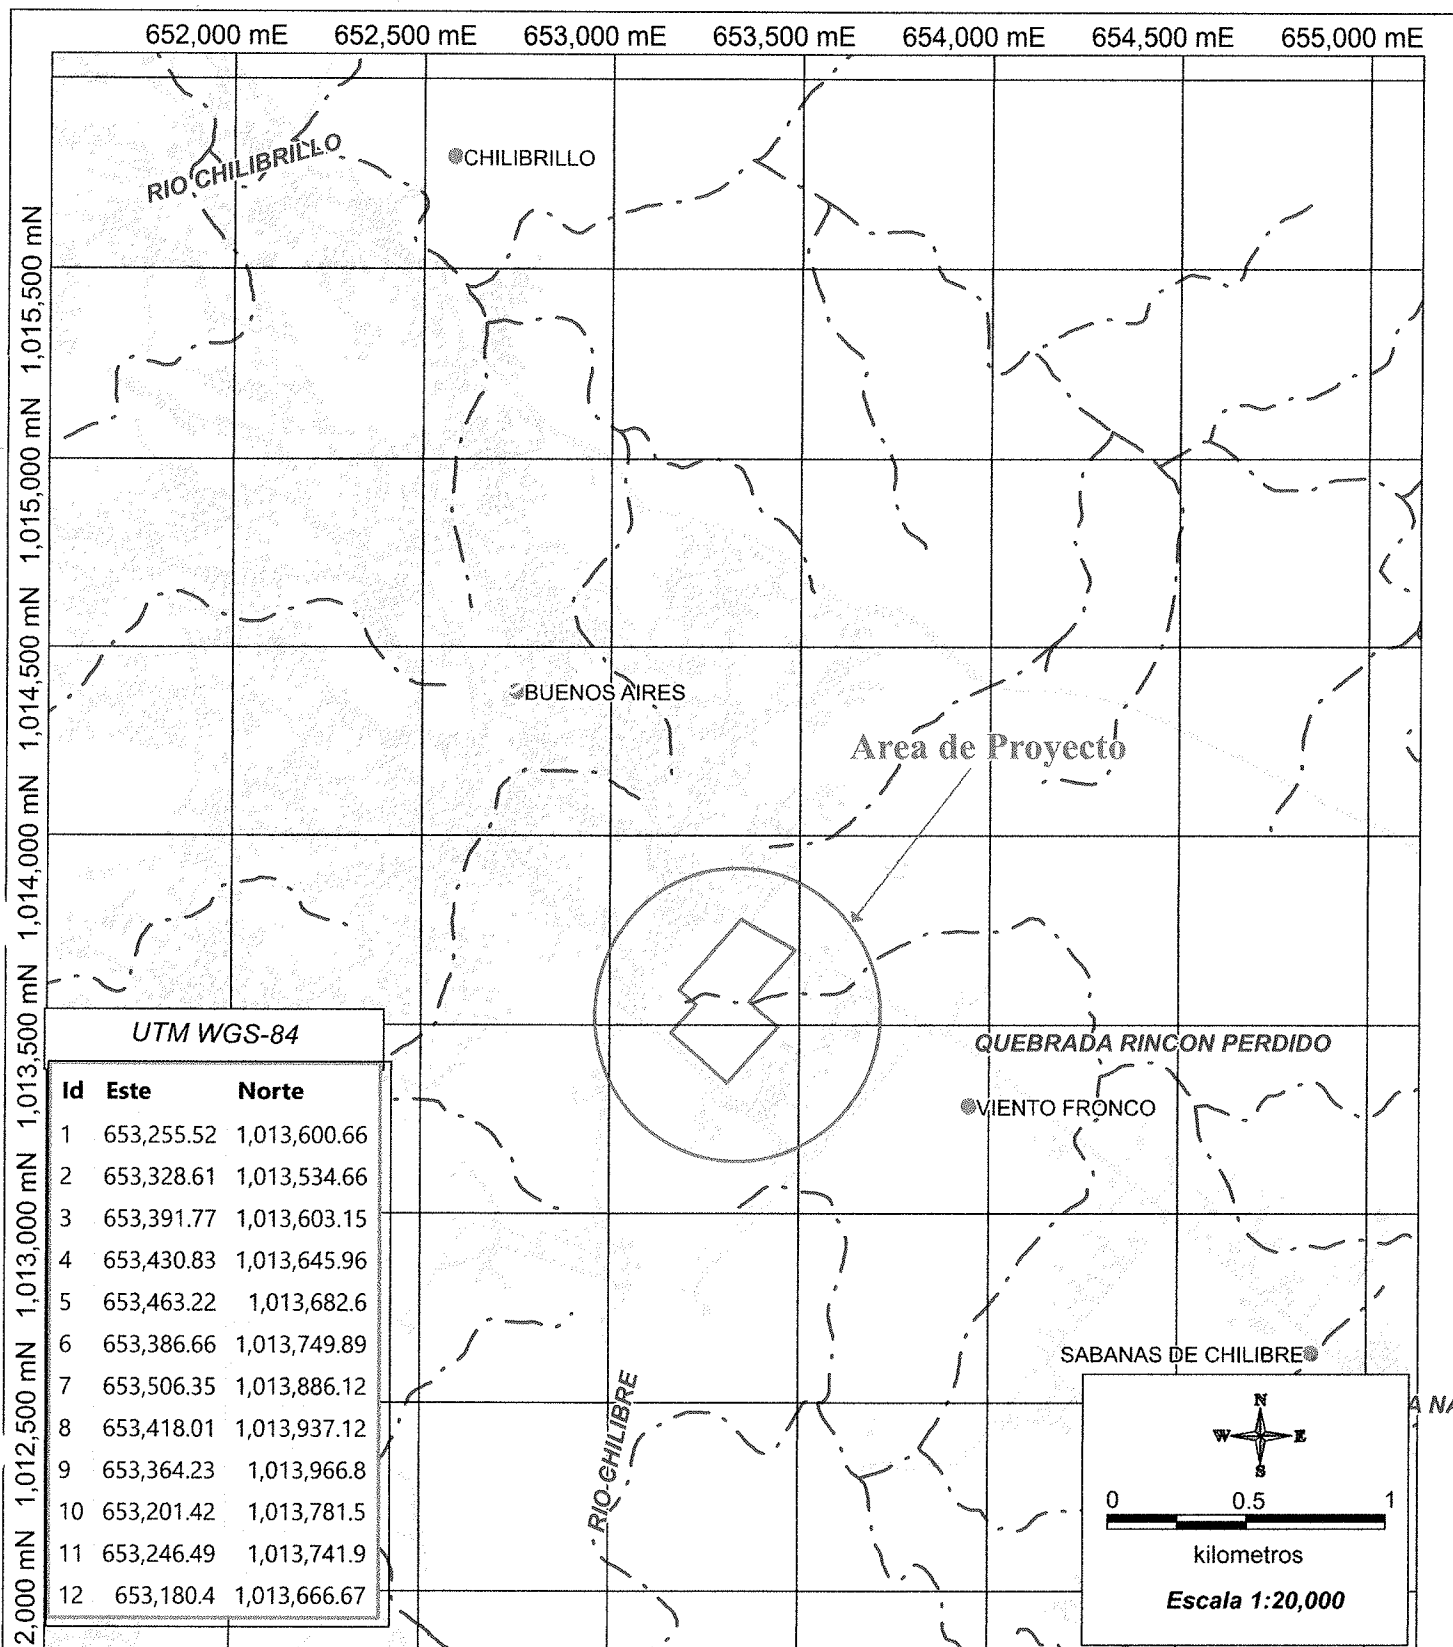 652,000 mE 652,500 mE 653,000 mE 653,500 mE 654,000 mE 654,500 mE 655,000 mE
1,015,500 mN
1,015,000 mN
1,014,500 mN
1,014,000 mN
1,013,500 mN
1,013,000 mN
1,012,500 mN
2,000 mN
RIO CHILIBRILLO
CHILIBRILLO
BUENOS AIRES
Area de Proyecto
QUEBRADA RINCON PERDIDO
VIENTO FRONCO
SABANAS DE CHILIBRE
RIO CHILIBRE
A NA
UTM WGS-84
Id Este Norte
1 653,255.52 1,013,600.66
2 653,328.61 1,013,534.66
3 653,391.77 1,013,603.15
4 653,430.83 1,013,645.96
5 653,463.22 1,013,682.6
6 653,386.66 1,013,749.89
7 653,506.35 1,013,886.12
8 653,418.01 1,013,937.12
9 653,364.23 1,013,966.8
10 653,201.42 1,013,781.5
11 653,246.49 1,013,741.9
12 653,180.4 1,013,666.67
N
W E
S
0 0.5 1
kilometros
Escala 1:20,000